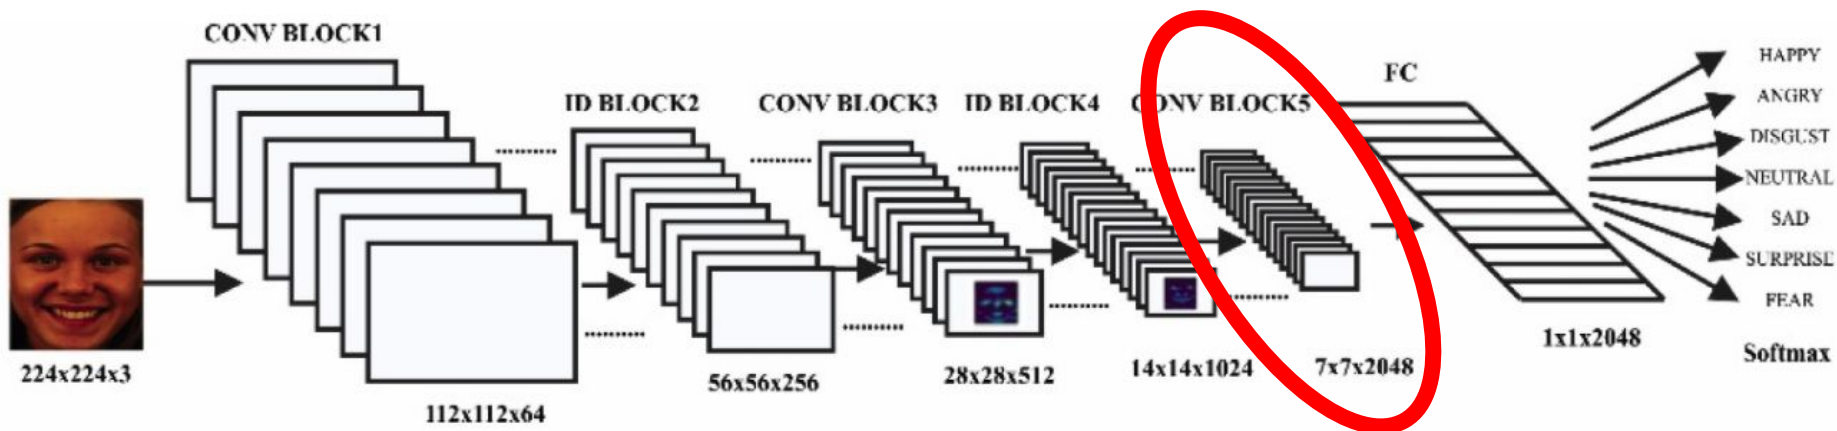 CONV BLOCK1
ID BLOCK2
CONV BLOCK3
ID BLOCK4
CONV BLOCK5
FC
HAPPY
ANGRY
DISGUST
NEUTRAL
SAD
SURPRISE
FEAR
Softmax
224x224x3
112x112x64
56x56x256
28x28x512
14x14x1024
7x7x2048
1x1x2048